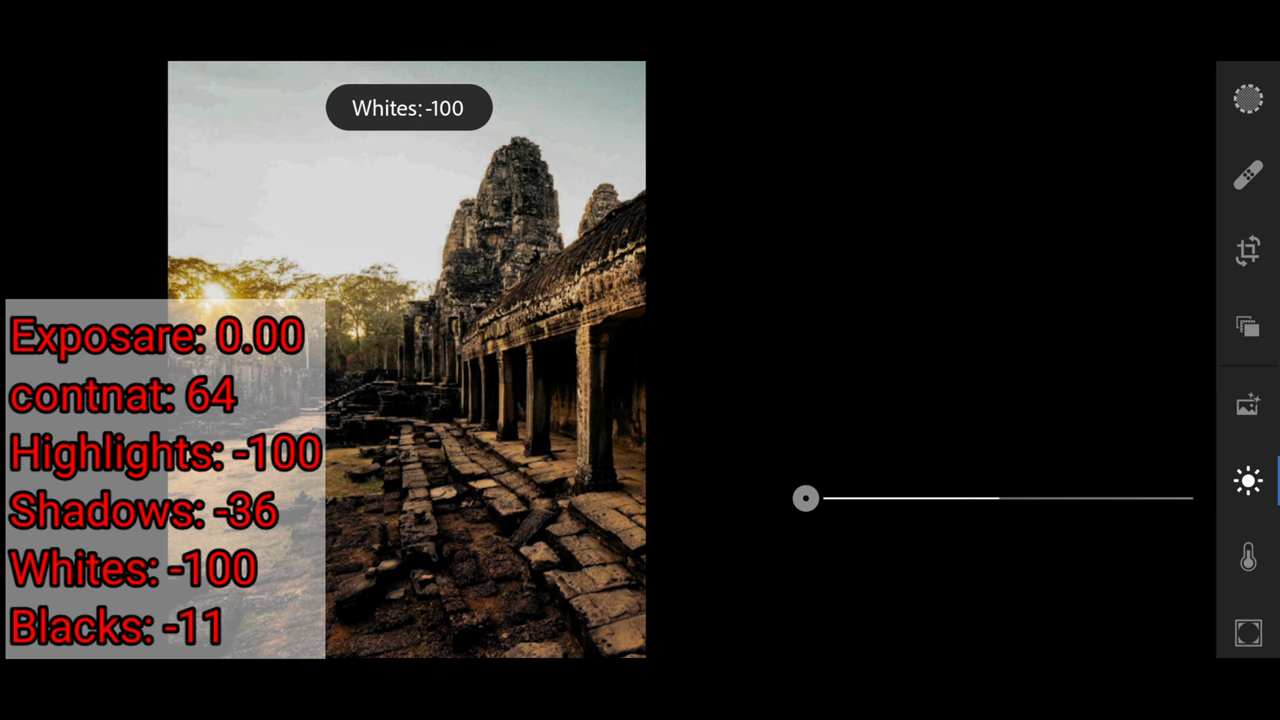 Whites: -100
Exposare: 0.00
contnat: 64
Highlights: -100
Shadows: -36
Whites: -100
Blacks: -11